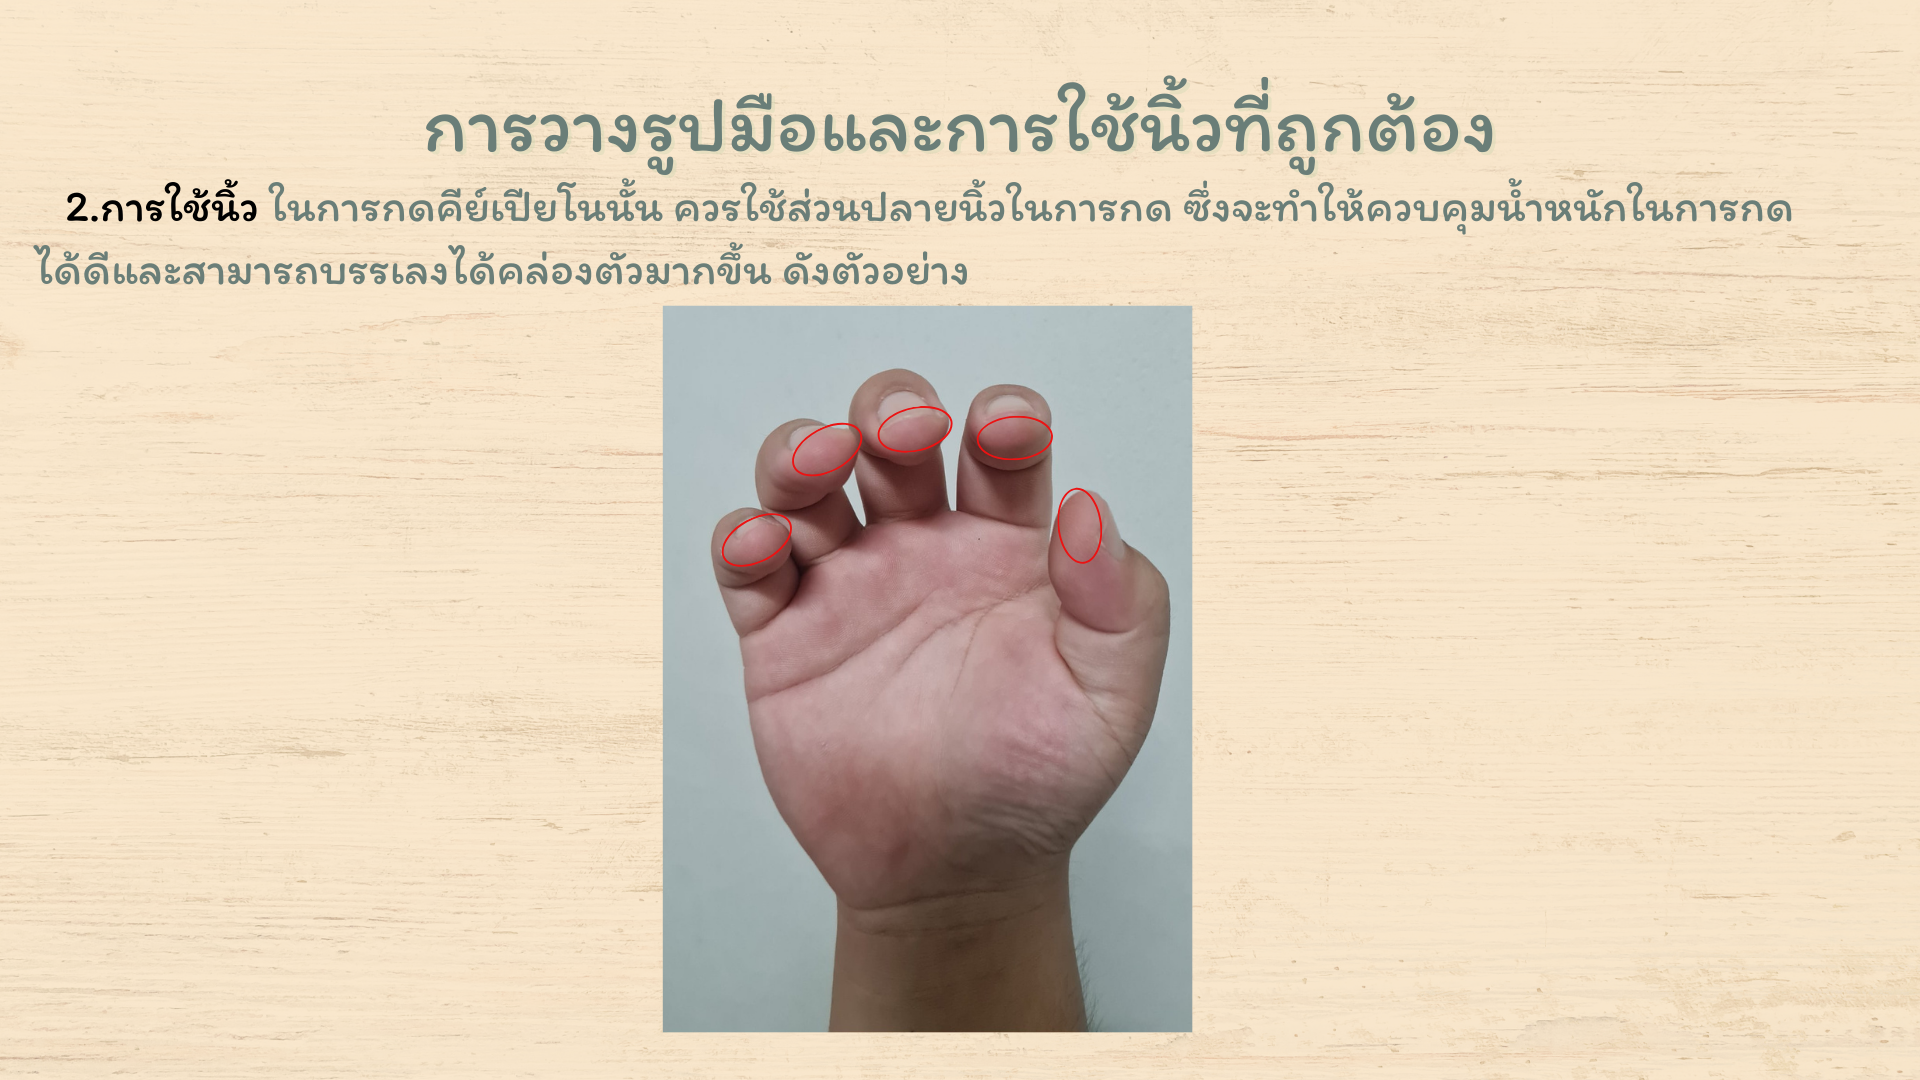 การวางรูปมือและการใช้นิ้วที่ถูกต้อง
2.การใช้นิ้ว ในการกดคีย์เปียโนนั้น ควรใช้ส่วนปลายนิ้วในการกด ซึ่งจะทำให้ควบคุมน้ำหนักในการกด
ได้ดีและสามารถบรรเลงได้คล่องตัวมากขึ้น ดังตัวอย่าง